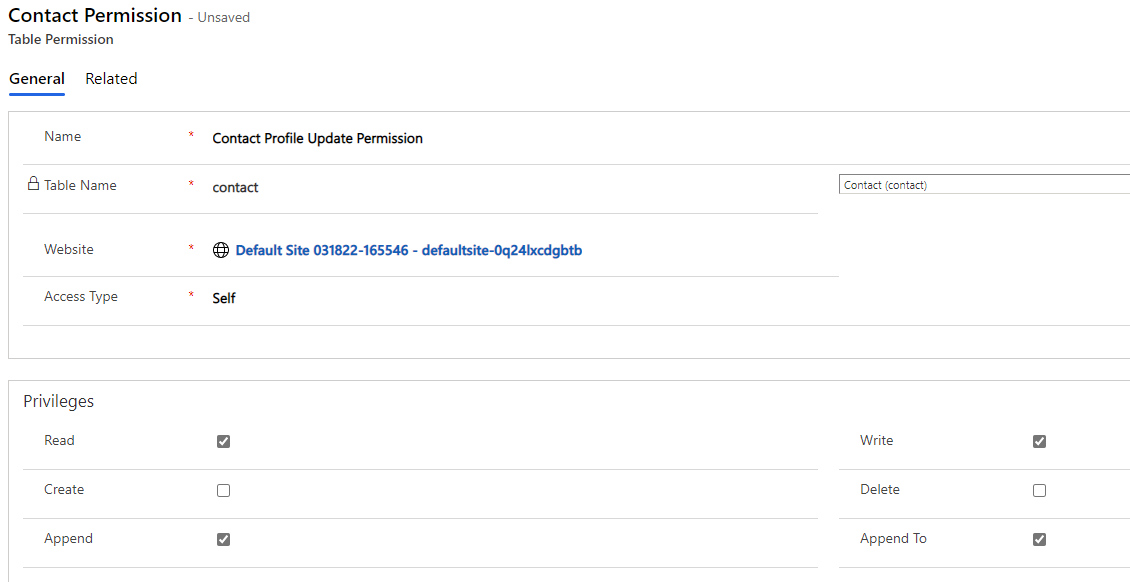 Contact Permission - Unsaved
Table Permission
General Related
Name * Contact Profile Update Permission
Table Name * contact Contact (contact)
Website * Default Site 031822-165546 - defaultsite-0q24lxcdgbtb
Access Type * Self
Privileges
Read Write
Create Delete
Append Append To